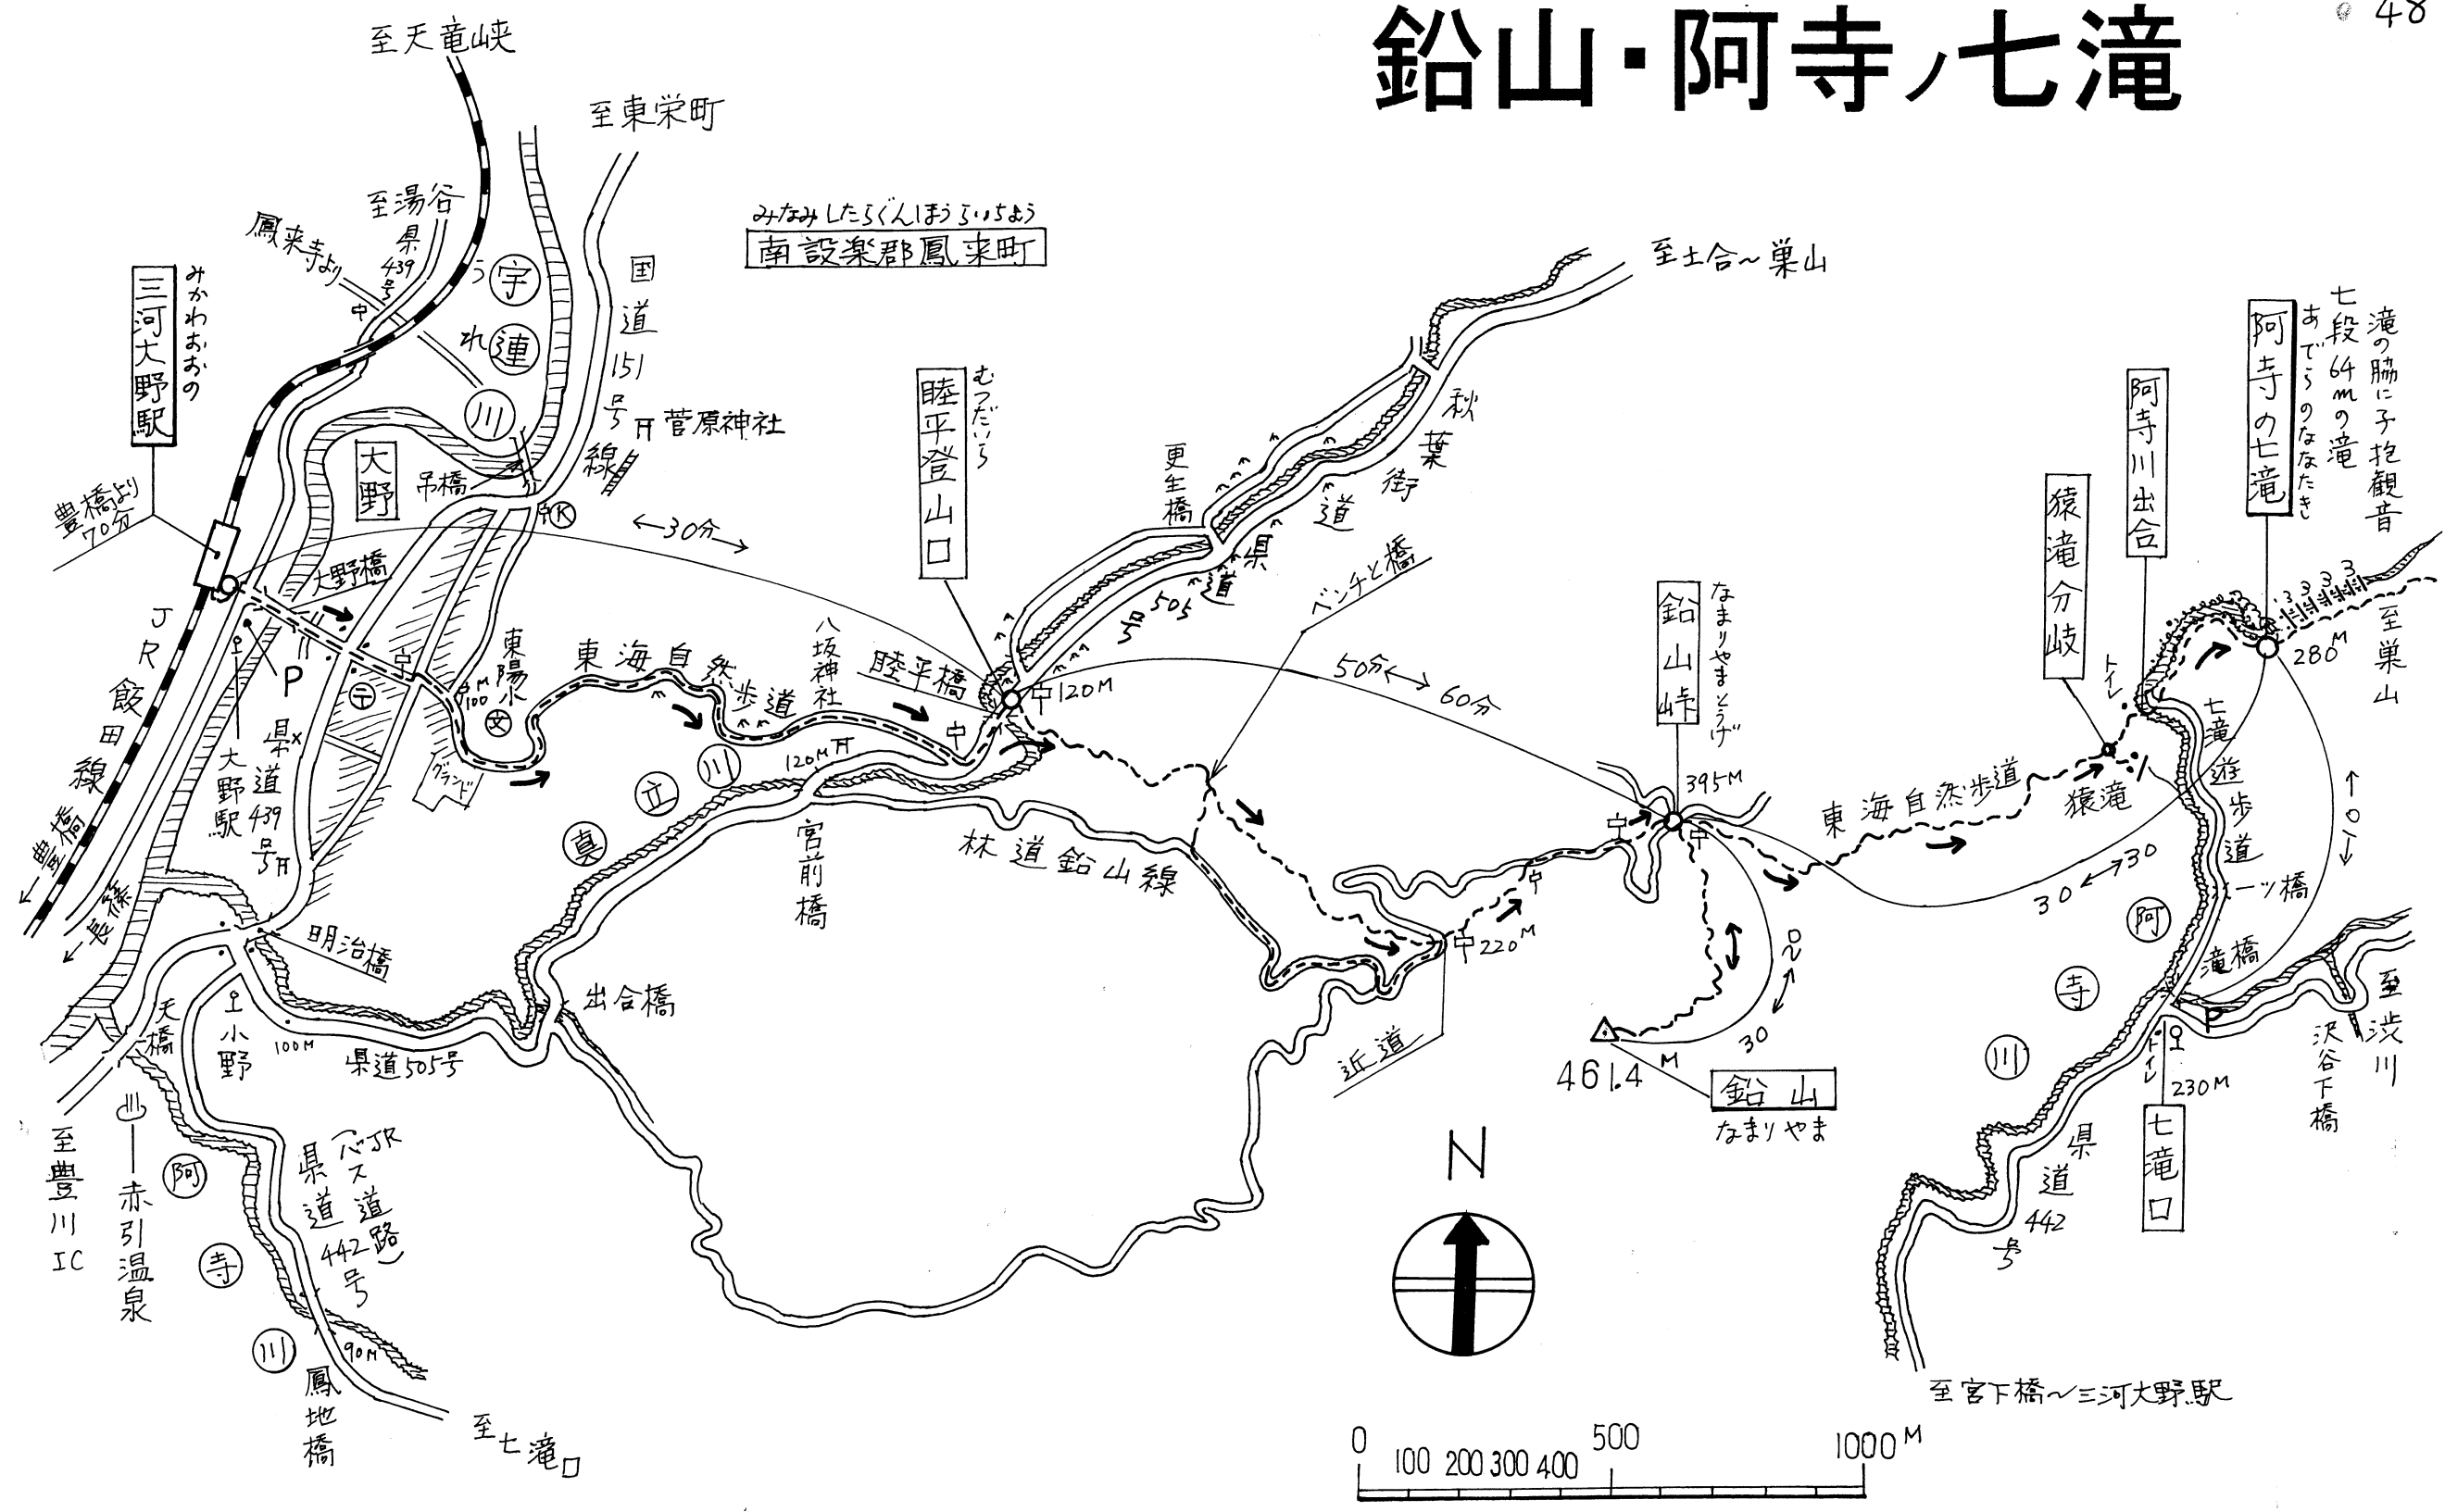 鉛山・阿寺ノ七滝
48
至天竜峡
至東栄町
至湯谷
県439号
鳳来寺より
う
れ
宇連川
国道151号線
みなみしたらぐんほうらいちょう
南設楽郡鳳来町
三河大野駅
みかわおおの
豊橋より
70分
大野
吊橋
菅原神社
K
大野橋
←30分→
JR飯田線
←豊橋
←長篠
P
大野駅
県道439号
〒
東陽小
M
100
文
グランド
東海自然歩道
八坂神社
睦平橋
睦平登山口
むつだいら
120M
120M
真立川
宮前橋
林道鉛山線
更生橋
秋葉街道
県道505号
至土合～巣山
ベンチと橋
50分←→60分
鉛山峠
なまりやまとうげ
395M
220M
近道
20←→30
461.4M
鉛山
なまりやま
東海自然歩道
猿滝分岐
猿滝
阿寺川出合
トイレ
阿寺の七滝
あでらのななたき
七段64mの滝
滝の脇に子抱観音
280M
至巣山
七滝遊歩道
一ッ橋
←10→
30←→30
阿寺川
滝橋
P
トイレ
230M
七滝口
沢谷下橋
至渋川
県道442号
至宮下橋～三河大野駅
明治橋
天橋
小野
100M
県道505号
出合橋
至豊川IC
赤引温泉
阿寺川
県道442号
(JRバス道路)
90M
鳳地橋
至七滝口
N
0 100 200 300 400 500 1000M